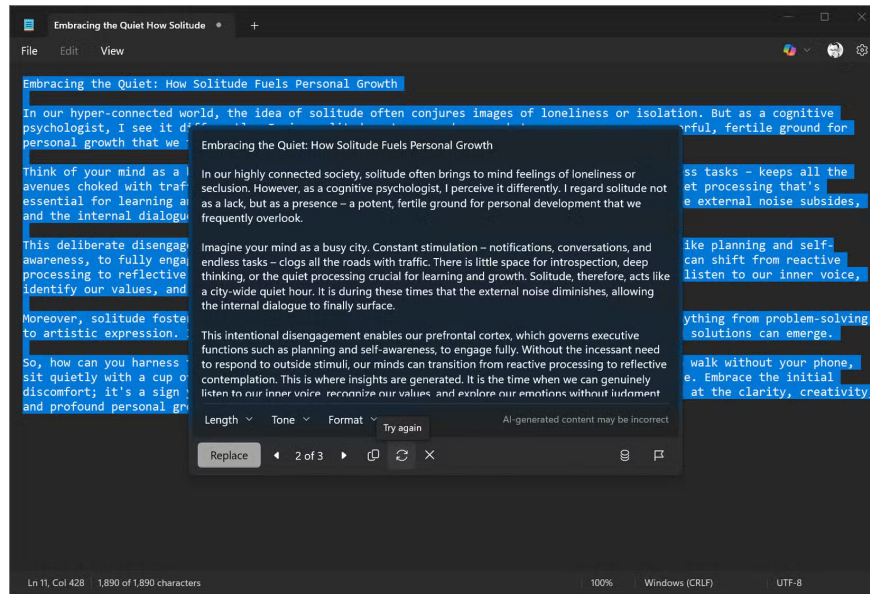 Embracing the Quiet How Solitude
File Edit View
Embracing the Quiet: How Solitude Fuels Personal Growth
In our hyper-connected world, the idea of solitude often conjures images of loneliness or isolation. But as a cognitive
psychologist, I see it
personal growth that we
Think of your mind as a
avenues choked with
essential for learning
and the internal
This deliberate
awareness, to fully
processing to reflective
identify our values, and
Moreover, solitude
to artistic expression.
So, how can you harness
sit quietly with a cup
discomfort; it's a sign
and profound personal
fertile ground for
tasks – keeps all the
processing that's
external noise subsides,
like planning and self-
can shift from reactive
listen to our inner voice,
from problem-solving
solutions can emerge.
walk without your phone,
Embrace the initial
at the clarity, creativity
Embracing the Quiet: How Solitude Fuels Personal Growth
In our highly connected society, solitude often brings to mind feelings of loneliness or
seclusion. However, as a cognitive psychologist, I perceive it differently. I regard solitude not
as a lack, but as a presence – a potent, fertile ground for personal development that we
frequently overlook.
Imagine your mind as a busy city. Constant stimulation – notifications, conversations, and
endless tasks – clogs all the roads with traffic. There is little space for introspection, deep
thinking, or the quiet processing crucial for learning and growth. Solitude, therefore, acts like
a city-wide quiet hour. It is during these times that the external noise diminishes, allowing
the internal dialogue to finally surface.
This intentional disengagement enables our prefrontal cortex, which governs executive
functions such as planning and self-awareness, to engage fully. Without the incessant need
to respond to outside stimuli, our minds can transition from reactive processing to reflective
contemplation. This is where insights are generated. It is the time when we can genuinely
listen to our inner voice, recognize our values, and explore our emotions without judgment
Length Tone Format AI-generated content may be incorrect
Try again
Replace 2 of 3
Ln 11, Col 428 1,890 of 1,890 characters 100% Windows (CRLF) UTF-8